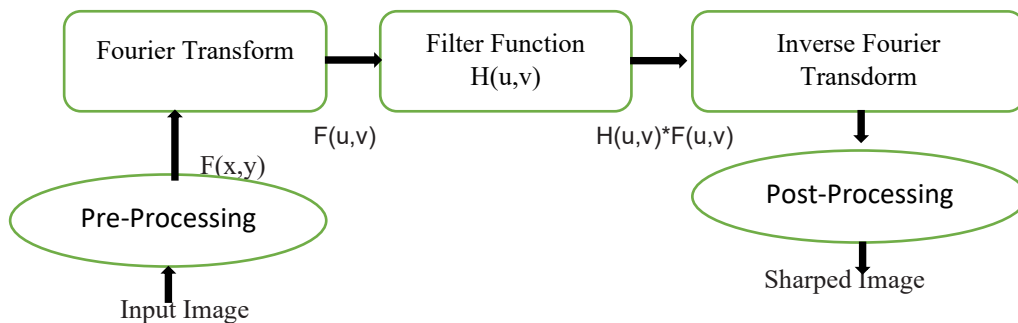 Fourier Transform
Filter Function
H(u,v)
Inverse Fourier
Transdorm
F(u,v)
H(u,v)*F(u,v)
F(x,y)
Pre-Processing
Post-Processing
Input Image
Sharped Image